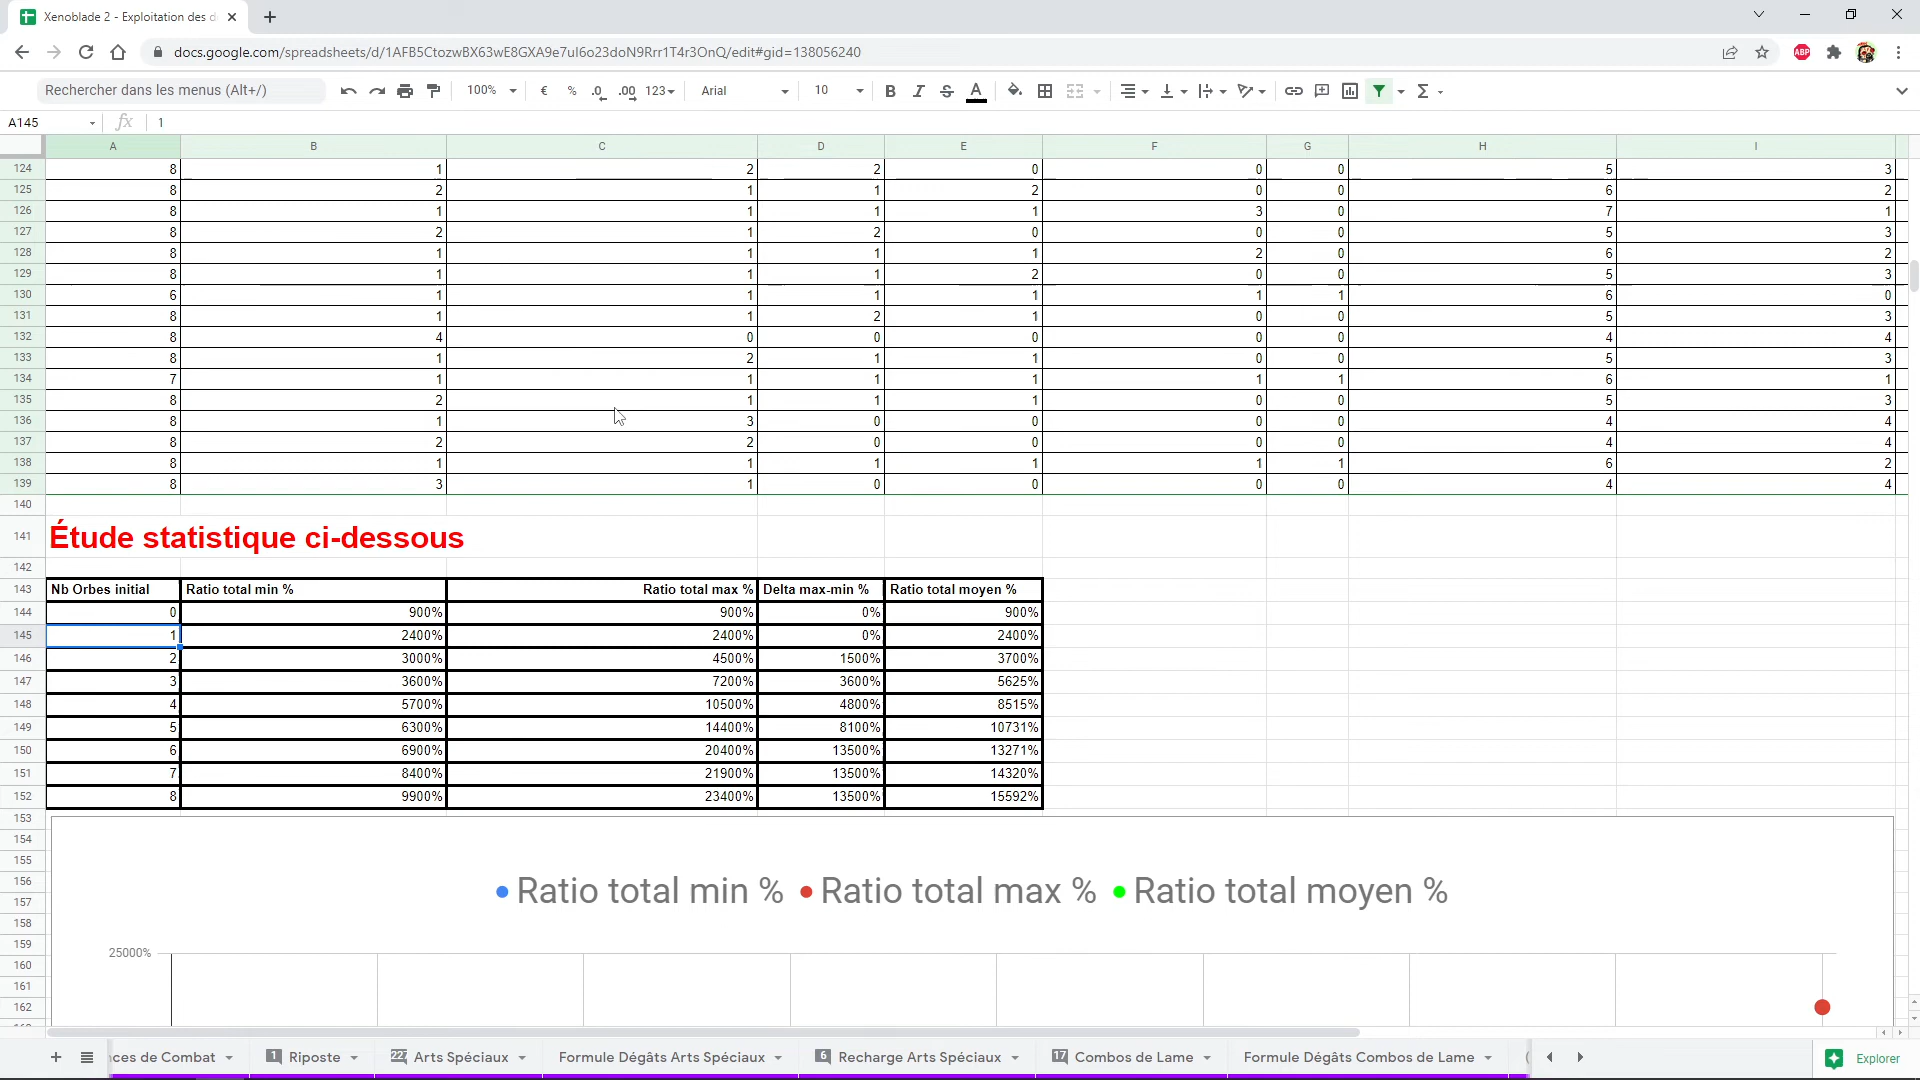 Xenoblade 2 - Exploitation des d
docs.google.com/spreadsheets/d/1AFB5CtozwBX63wE8GXA9e7ul6o23doN9Rrr1T4r3OnQ/edit#gid=138056240
ABP
Rechercher dans les menus (Alt+/)
100% € % .0 .00 123 Arial 10 B I S A Σ
A145 fx 1
A B C D E F G H I
124 8 1 2 2 0 0 0 5 3
125 8 2 1 1 2 0 0 6 2
126 8 1 1 1 1 3 0 7 1
127 8 2 1 2 0 0 0 5 3
128 8 1 1 1 1 2 0 6 2
129 8 1 1 1 2 0 0 5 3
130 6 1 1 1 1 1 1 6 0
131 8 1 1 2 1 0 0 5 3
132 8 4 0 0 0 0 0 4 4
133 8 1 2 1 1 0 0 5 3
134 7 1 1 1 1 1 1 6 1
135 8 2 1 1 1 0 0 5 3
136 8 1 3 0 0 0 0 4 4
137 8 2 2 0 0 0 0 4 4
138 8 1 1 1 1 1 1 6 2
139 8 3 1 0 0 0 0 4 4
140
141 Étude statistique ci-dessous
142
143 Nb Orbes initial Ratio total min % Ratio total max % Delta max-min % Ratio total moyen %
144 0 900% 900% 0% 900%
145 1 2400% 2400% 0% 2400%
146 2 3000% 4500% 1500% 3700%
147 3 3600% 7200% 3600% 5625%
148 4 5700% 10500% 4800% 8515%
149 5 6300% 14400% 8100% 10731%
150 6 6900% 20400% 13500% 13271%
151 7 8400% 21900% 13500% 14320%
152 8 9900% 23400% 13500% 15592%
153
154
155
156
157
158
159
160
161
162
Ratio total min % Ratio total max % Ratio total moyen %
25000%
ces de Combat 1 Riposte 227 Arts Spéciaux Formule Dégâts Arts Spéciaux 6 Recharge Arts Spéciaux 17 Combos de Lame Formule Dégâts Combos de Lame Explorer